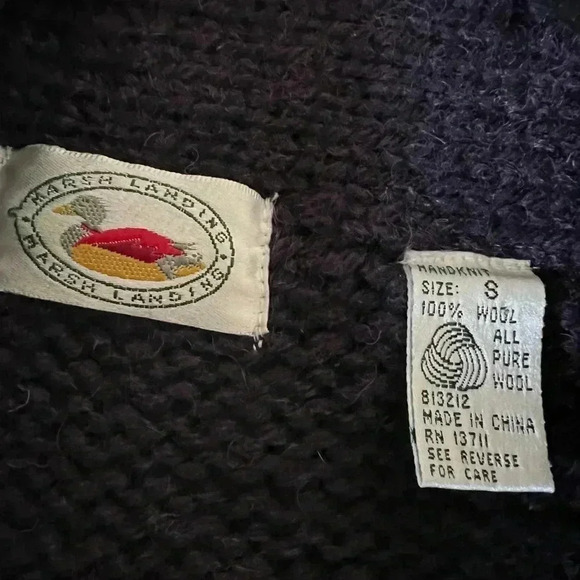 MARSH LANDING
MARSH LANDING
HANDKNIT
SIZE: S
100% WOOL
ALL
PURE
WOOL
813212
MADE IN CHINA
RN 13711
SEE REVERSE
FOR CARE